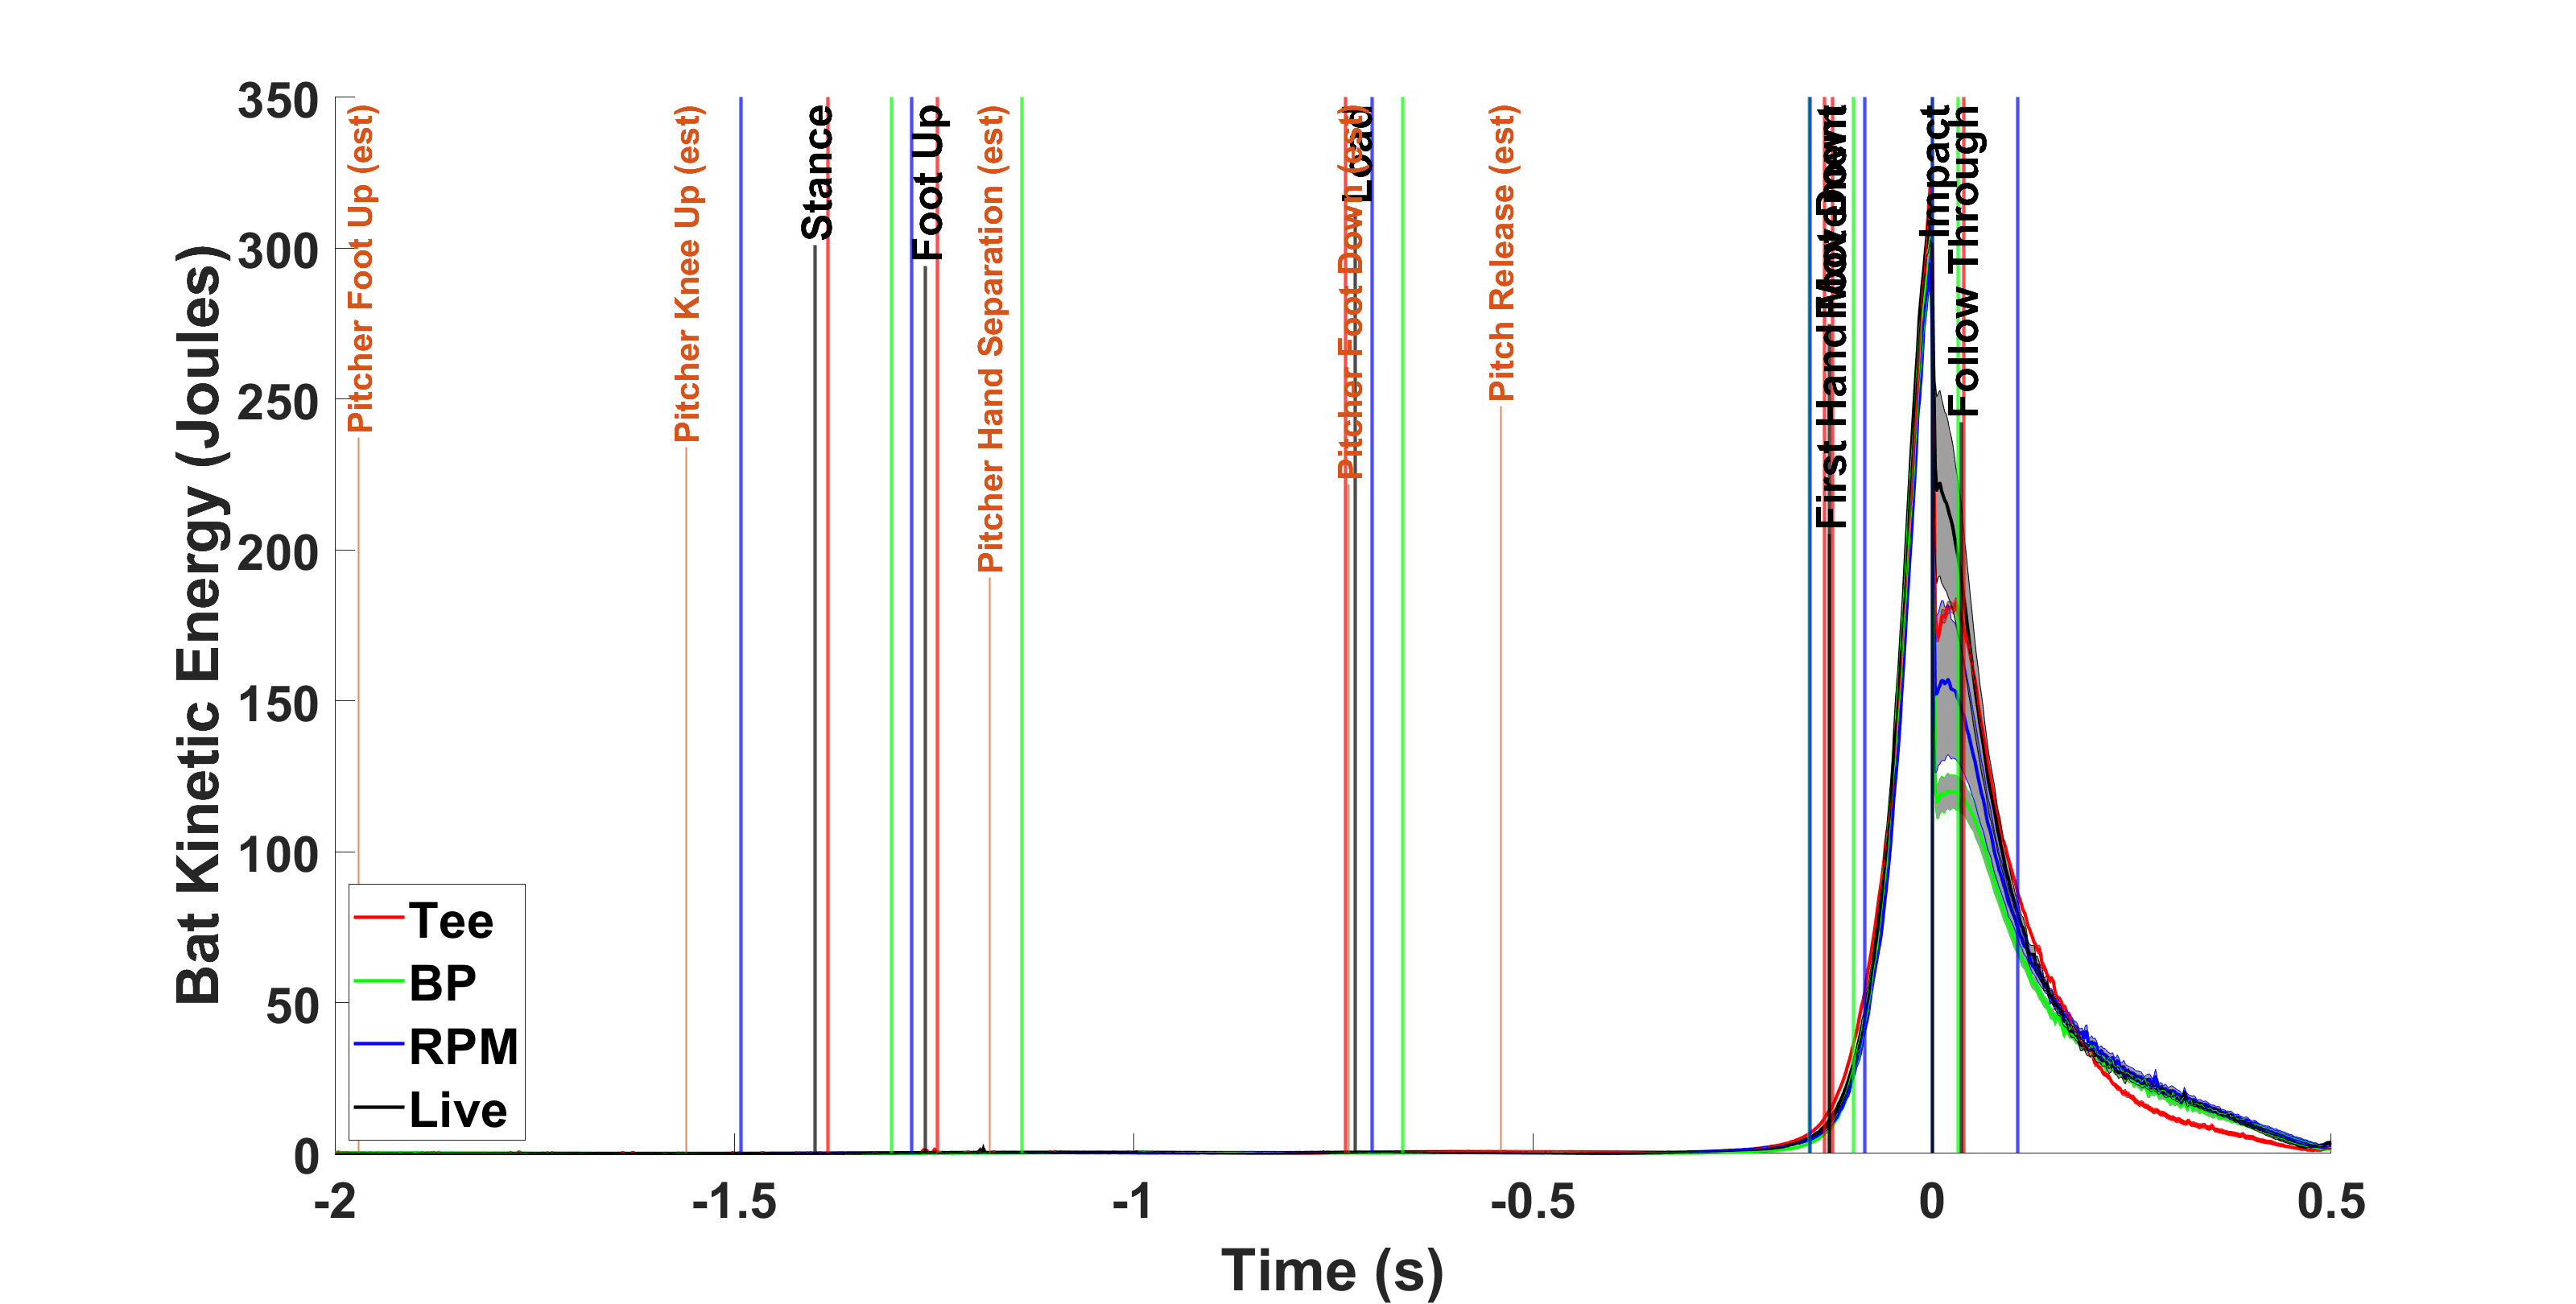 Bat Kinetic Energy (Joules)
350
300
250
200
150
100
50
0
Pitcher Foot Up (est)
Pitcher Knee Up (est)
Stance
Foot Up
Pitcher Hand Separation (est)
Pitcher Foot Down (est)
Load
Pitch Release (est)
First Hand Movement
Foot Down
Impact
Follow Through
Tee
BP
RPM
Live
-2
-1.5
-1
-0.5
0
0.5
Time (s)